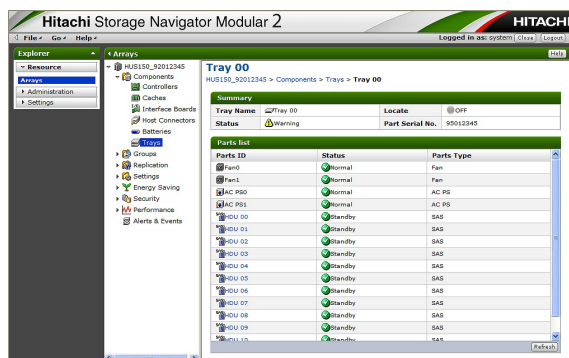 Hitachi Storage Navigator Modular 2
HITACHI
File Go Help
Logged in as: system Close Logout
Explorer
Resource
Arrays
Administration
Settings
Arrays
HUS150_92012345
Components
Controllers
Caches
Interface Boards
Host Connectors
Batteries
Trays
Groups
Replication
Settings
Energy Saving
Security
Performance
Alerts & Events
Help
Tray 00
HUS150_92012345 > Components > Trays > Tray 00
Summary
Tray Name Tray 00 Locate OFF
Status Warning Part Serial No. 95012345
Parts list
Parts ID Status Parts Type
Fan0 Normal Fan
Fan1 Normal Fan
AC PS0 Normal AC PS
AC PS1 Normal AC PS
HDU 00 Standby SAS
HDU 01 Standby SAS
HDU 02 Standby SAS
HDU 03 Standby SAS
HDU 04 Standby SAS
HDU 05 Standby SAS
HDU 06 Standby SAS
HDU 07 Standby SAS
HDU 08 Standby SAS
HDU 09 Standby SAS
HDU 10 Standby SAS
Refresh